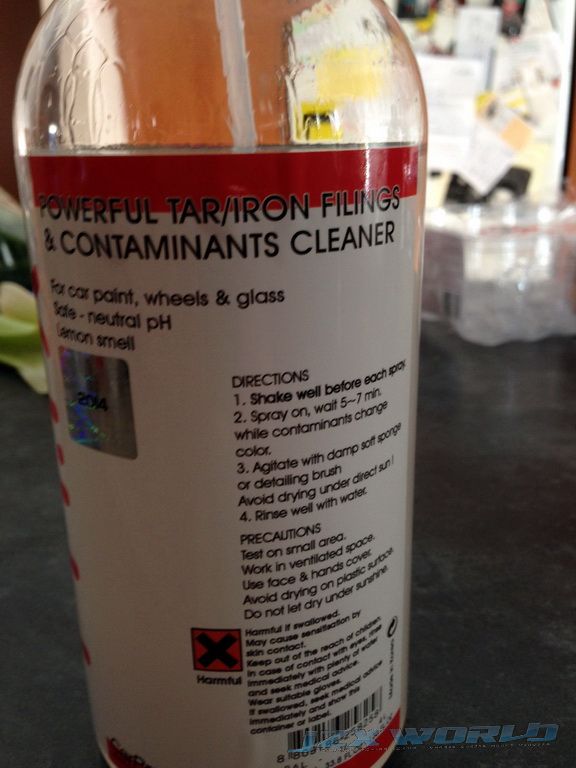 POWERFUL TAR/IRON FILINGS
& CONTAMINANTS CLEANER
For car paint, wheels & glass
Safe - neutral pH
Lemon smell
2014
DIRECTIONS
1. Shake well before each spray.
2. Spray on, wait 5~7 min.
while contaminants change
color.
3. Agitate with damp soft sponge
or detailing brush
Avoid drying under direct sun!
4. Rinse well with water.
PRECAUTIONS
Test on small area.
Work in ventilated space.
Use face & hands cover.
Avoid drying on plastic surface.
Do not let dry under sunshine.
Harmful if swallowed.
May cause sensitisation by
skin contact.
Keep out of the reach of children.
In case of contact with eyes, rinse
immediately with plenty of water
and seek medical advice.
Wear suitable gloves.
If swallowed, seek medical advice
immediately and show this
container or label.
Harmful